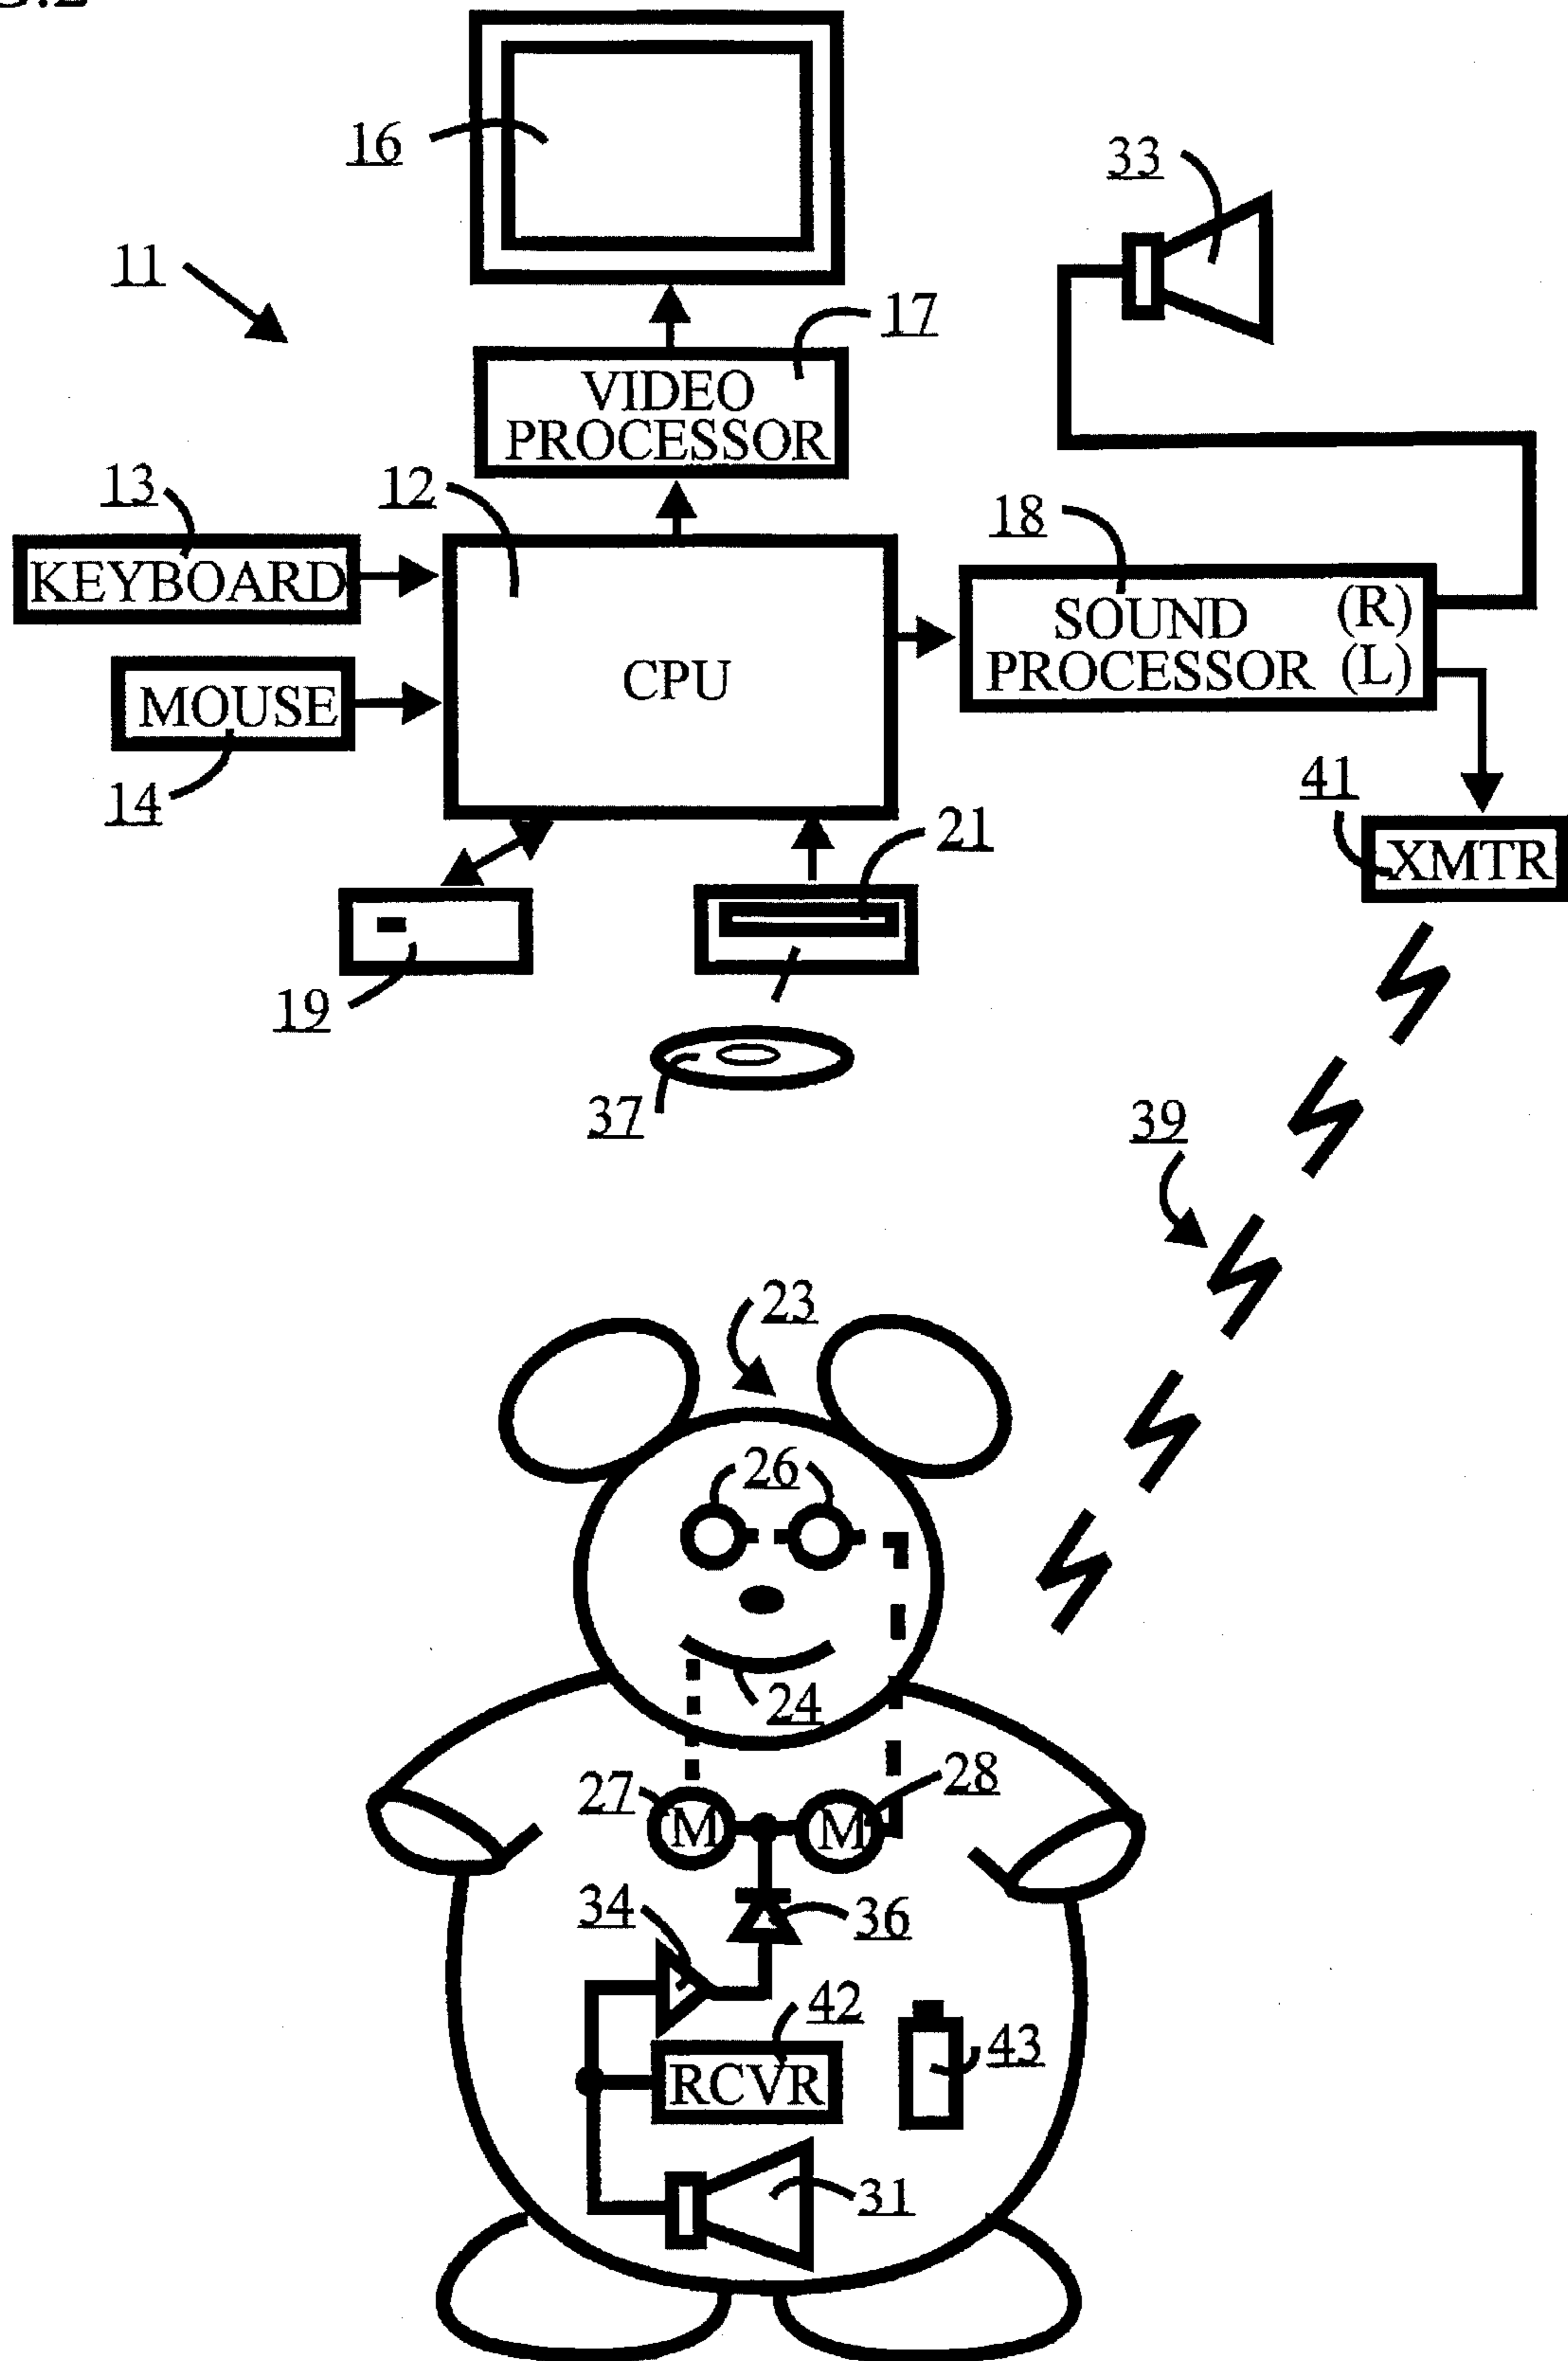 16
33
11
17
VIDEO
PROCESSOR
13
12
18
KEYBOARD
SOUND (R)
PROCESSOR (L)
CPU
MOUSE
14
41
21
XMTR
19
37
39
23
26
24
27
28
M
M
34
36
42
43
RCVR
31